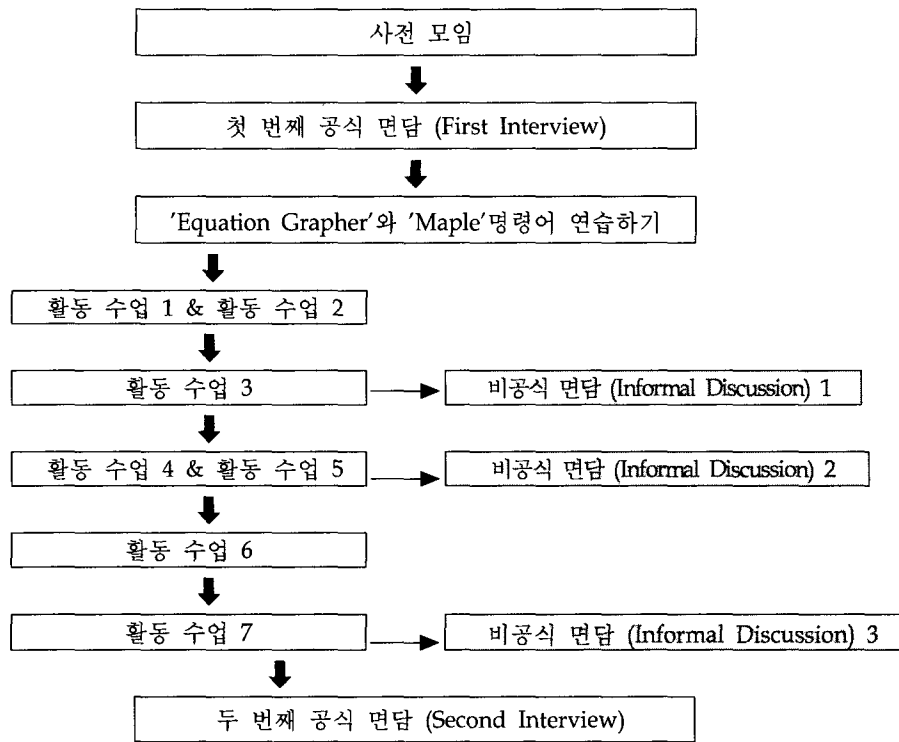 사전 모임
첫 번째 공식 면담 (First Interview)
'Equation Grapher'와 'Maple'명령어 연습하기
활동 수업 1 & 활동 수업 2
활동 수업 3
비공식 면담 (Informal Discussion) 1
활동 수업 4 & 활동 수업 5
비공식 면담 (Informal Discussion) 2
활동 수업 6
활동 수업 7
비공식 면담 (Informal Discussion) 3
두 번째 공식 면담 (Second Interview)